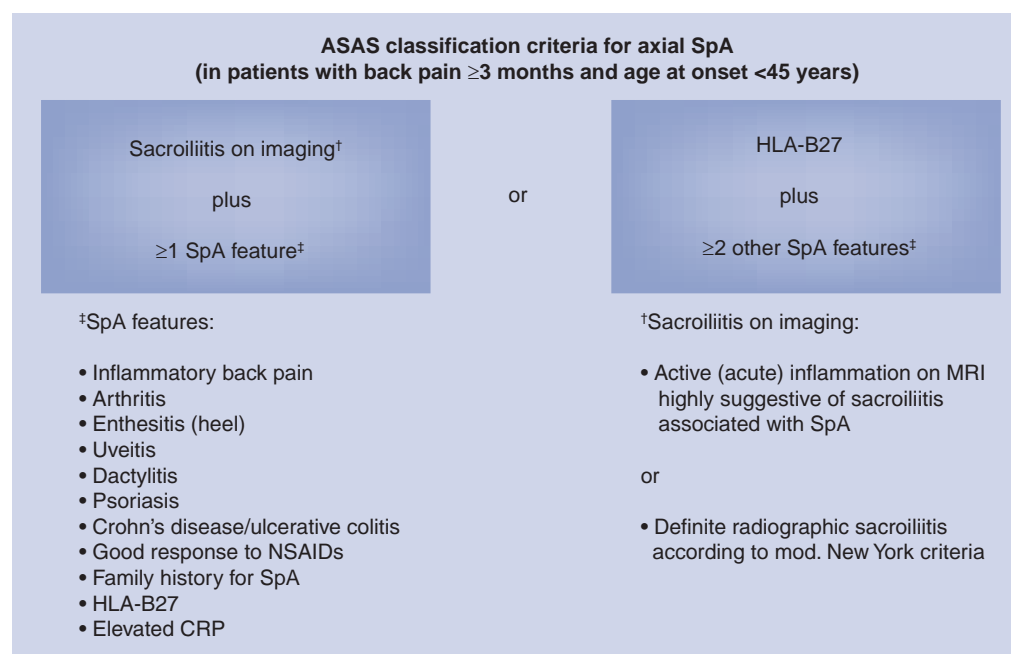 ASAS classification criteria for axial SpA
(in patients with back pain ≥3 months and age at onset <45 years)
Sacroiliitis on imaging†
plus
≥1 SpA feature‡
or
HLA-B27
plus
≥2 other SpA features‡
‡SpA features:
• Inflammatory back pain
• Arthritis
• Enthesitis (heel)
• Uveitis
• Dactylitis
• Psoriasis
• Crohn's disease/ulcerative colitis
• Good response to NSAIDs
• Family history for SpA
• HLA-B27
• Elevated CRP
†Sacroiliitis on imaging:
• Active (acute) inflammation on MRI
highly suggestive of sacroiliitis
associated with SpA
or
• Definite radiographic sacroiliitis
according to mod. New York criteria